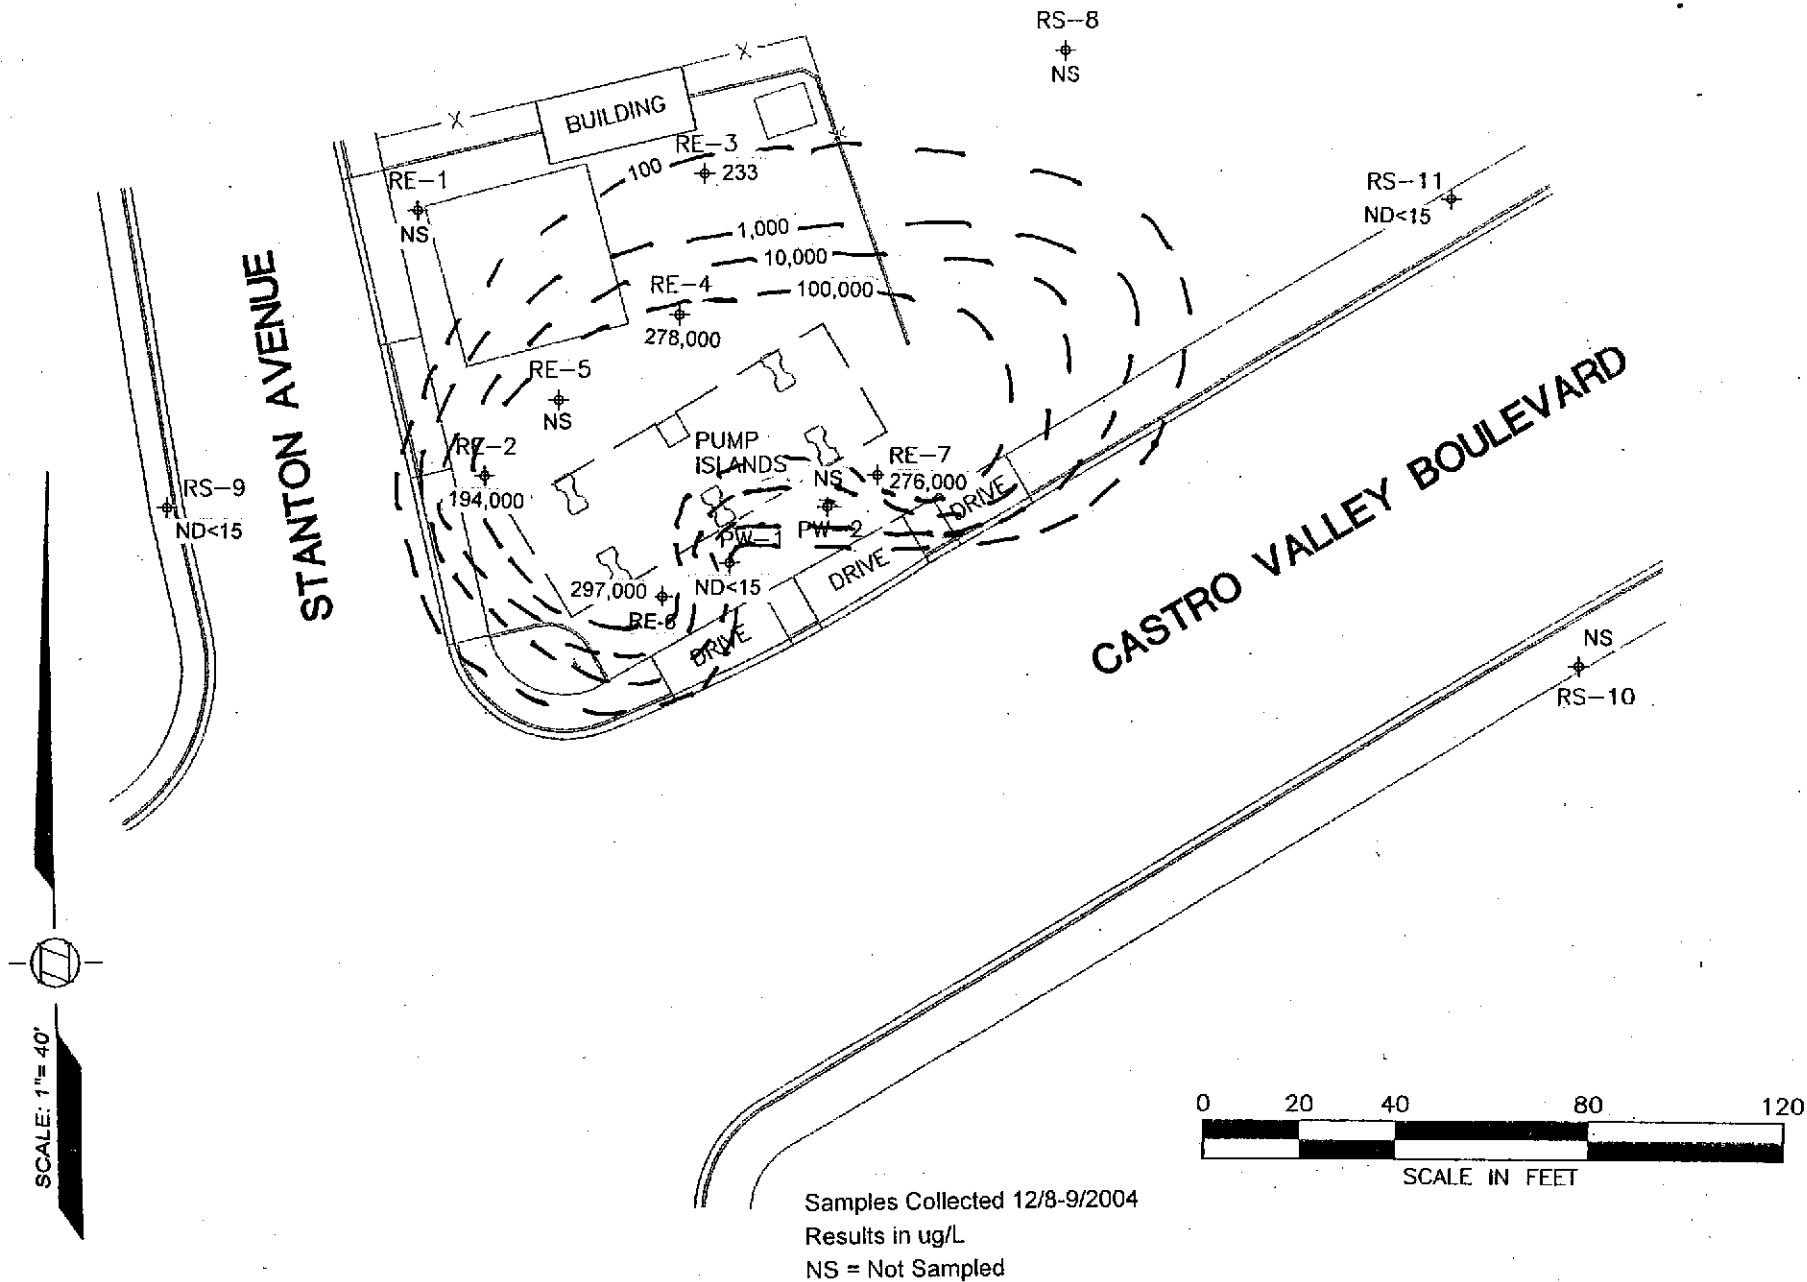 RS-8
NS
X
X
BUILDING
RE-3
233
100
RE-1
NS
RS-11
ND<15
1,000
10,000
100,000
RE-4
278,000
RE-5
NS
STANTON AVENUE
RE-2
194,000
PUMP
ISLANDS
NS
PW-2
RE-7
276,000
DRIVE
RS-9
ND<15
PW-1
ND<15
DRIVE
297,000
RE-6
DRIVE
CASTRO VALLEY BOULEVARD
NS
RS-10
SCALE: 1"= 40'
0 20 40 80 120
SCALE IN FEET
Samples Collected 12/8-9/2004
Results in ug/L
NS = Not Sampled